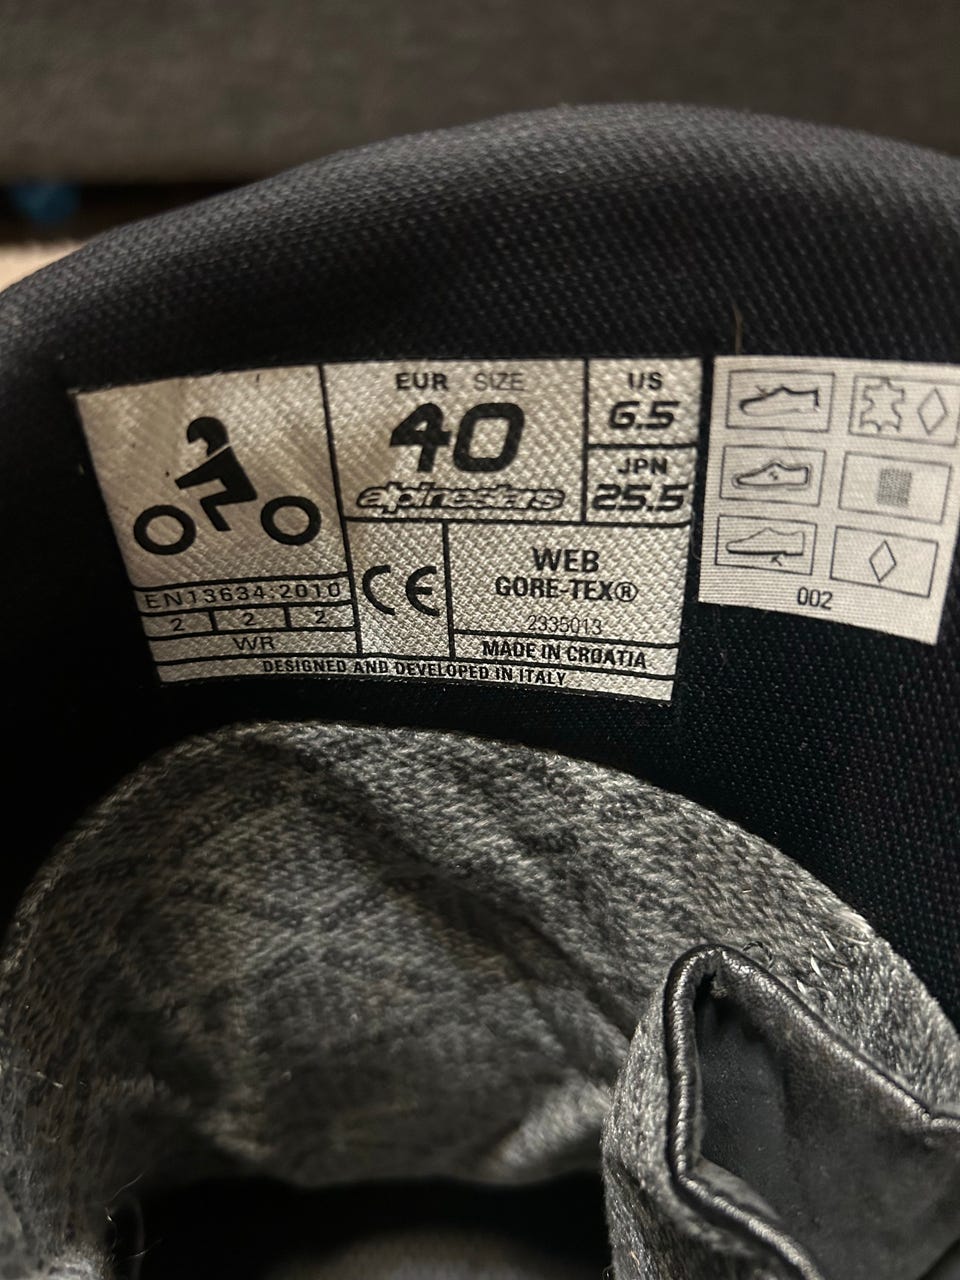 EUR SIZE
40
alpinestars
US
6.5
JPN
25.5
EN13634:2010
2 2 2
WR
CE
WEB
GORE-TEX®
2335013
MADE IN CROATIA
DESIGNED AND DEVELOPED IN ITALY
002